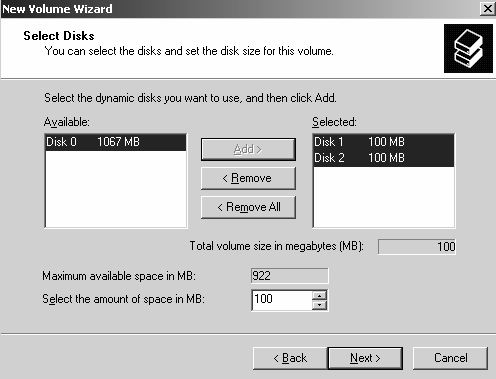 New Volume Wizard
Select Disks
You can select the disks and set the disk size for this volume.
Select the dynamic disks you want to use, and then click Add.
Available:
Selected:
Disk 0 1067 MB
Add >
Disk 1 100 MB
Disk 2 100 MB
< Remove
< Remove All
Total volume size in megabytes (MB): 100
Maximum available space in MB: 922
Select the amount of space in MB: 100
< Back
Next >
Cancel